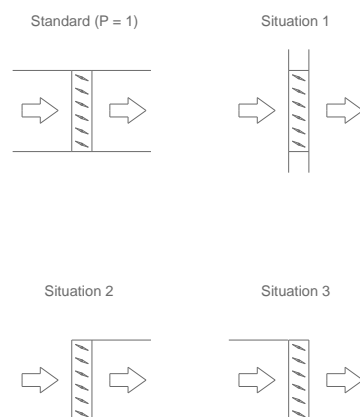 Standard (P = 1)
Situation 1
Situation 2
Situation 3